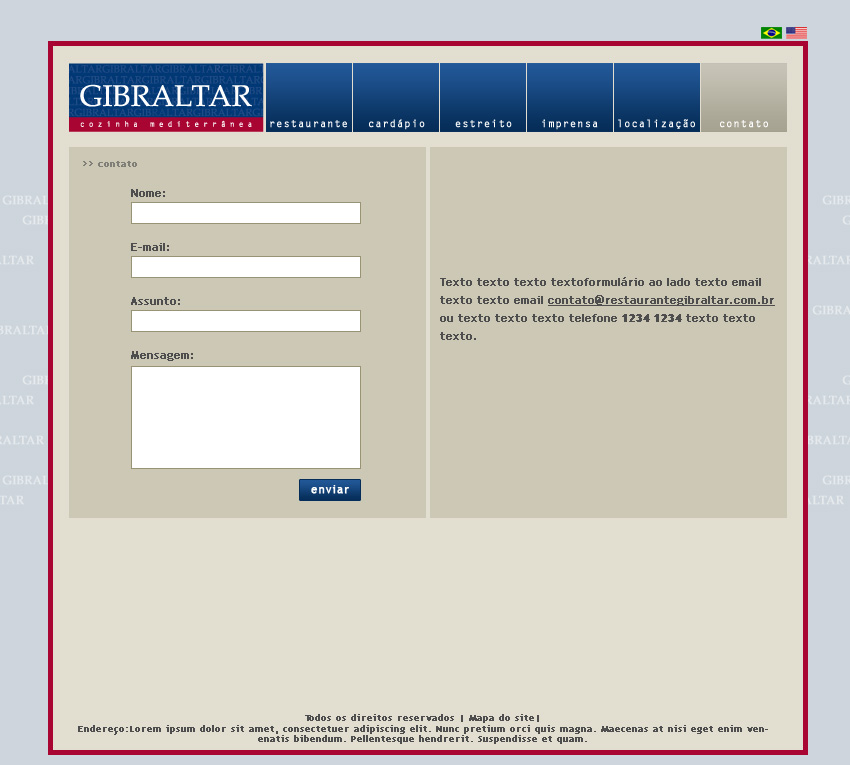 GIBRALTAR
cozinha mediterrânea
restaurante
cardápio
estreito
imprensa
localização
contato
>> contato
Nome:
E-mail:
Assunto:
Mensagem:
enviar
Texto texto texto textoformulário ao lado texto email
texto texto email contato@restaurantegibraltar.com.br
ou texto texto texto telefone 1234 1234 texto texto
texto.
Todos os direitos reservados | Mapa do site|
Endereço:Lorem ipsum dolor sit amet, consectetuer adipiscing elit. Nunc pretium orci quis magna. Maecenas at nisi eget enim ven-
enatis bibendum. Pellentesque hendrerit. Suspendisse et quam.